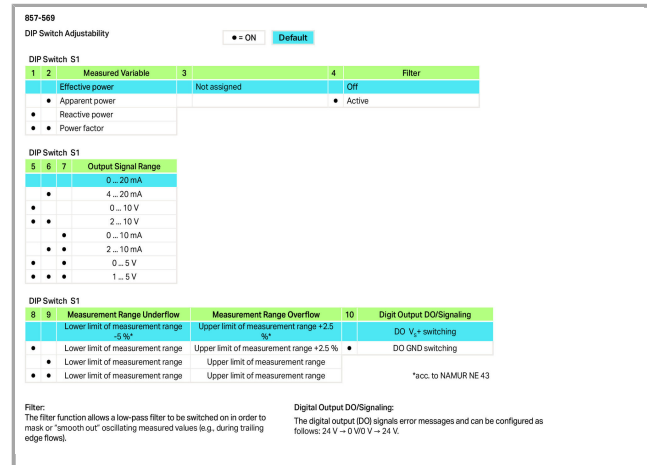 857-569
DIP Switch Adjustability
● = ON Default
DIP Switch S1
1 2 Measured Variable 3 4 Filter
Effective power Not assigned Off
● Apparent power ● Active
● Reactive power
● ● Power factor
DIP Switch S1
5 6 7 Output Signal Range
0 ... 20 mA
● 4 ... 20 mA
● 0 ... 10 V
● ● 2 ... 10 V
● 0 ... 10 mA
● ● 2 ... 10 mA
● ● 0 ... 5 V
● ● ● 1 ... 5 V
DIP Switch S1
8 9 Measurement Range Underflow Measurement Range Overflow 10 Digit Output DO/Signaling
Lower limit of measurement range
-5 %*
Upper limit of measurement range +2.5
%*
DO Vs+ switching
● Lower limit of measurement range Upper limit of measurement range +2.5 % ● DO GND switching
● Lower limit of measurement range Upper limit of measurement range
● ● Lower limit of measurement range Upper limit of measurement range *acc. to NAMUR NE 43
Filter:
The filter function allows a low-pass filter to be switched on in order to
mask or "smooth out" oscillating measured values (e.g., during trailing
edge flows).
Digital Output DO/Signaling:
The digital output (DO) signals error messages and can be configured as
follows: 24 V → 0 V/0 V → 24 V.